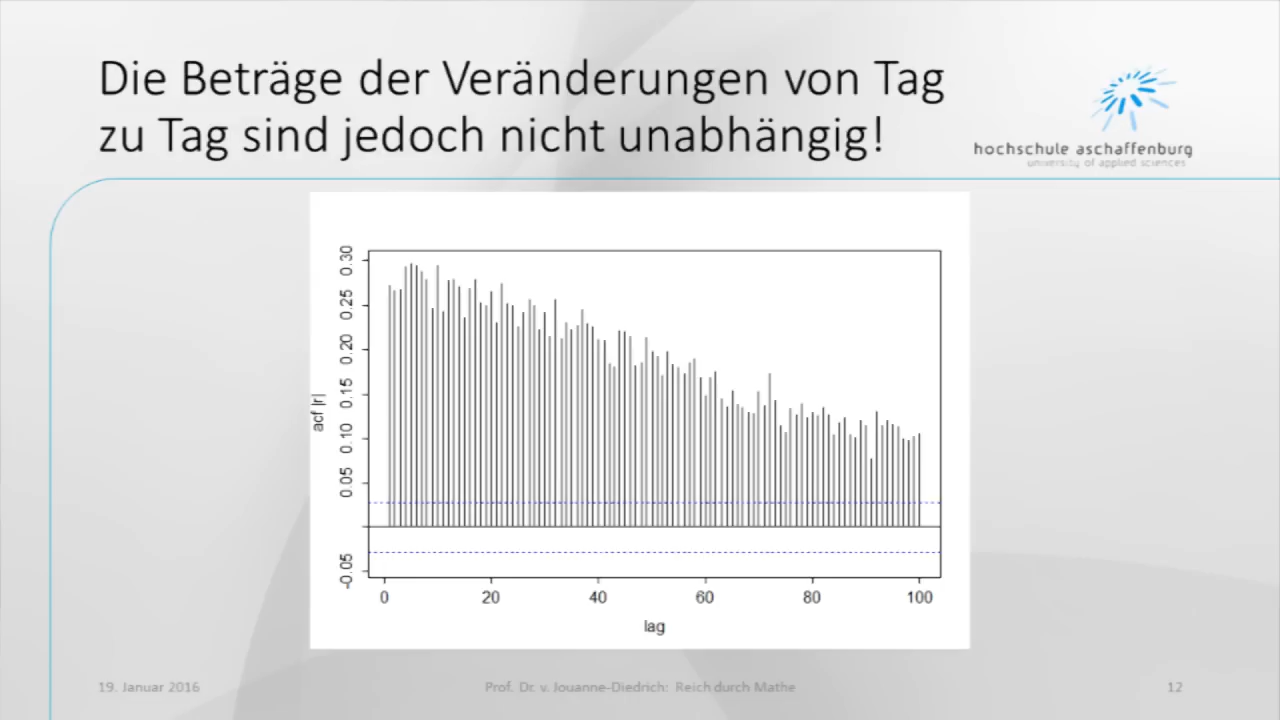 Die Beträge der Veränderungen von Tag
zu Tag sind jedoch nicht unabhängig!
hochschule aschaffenburg
university of applied sciences
0.30
0.25
0.20
0.15
0.10
0.05
-0.05
acf |r|
0 20 40 60 80 100
lag
19. Januar 2016 Prof. Dr. v. Jouanne-Diedrich: Reich durch Mathe 12